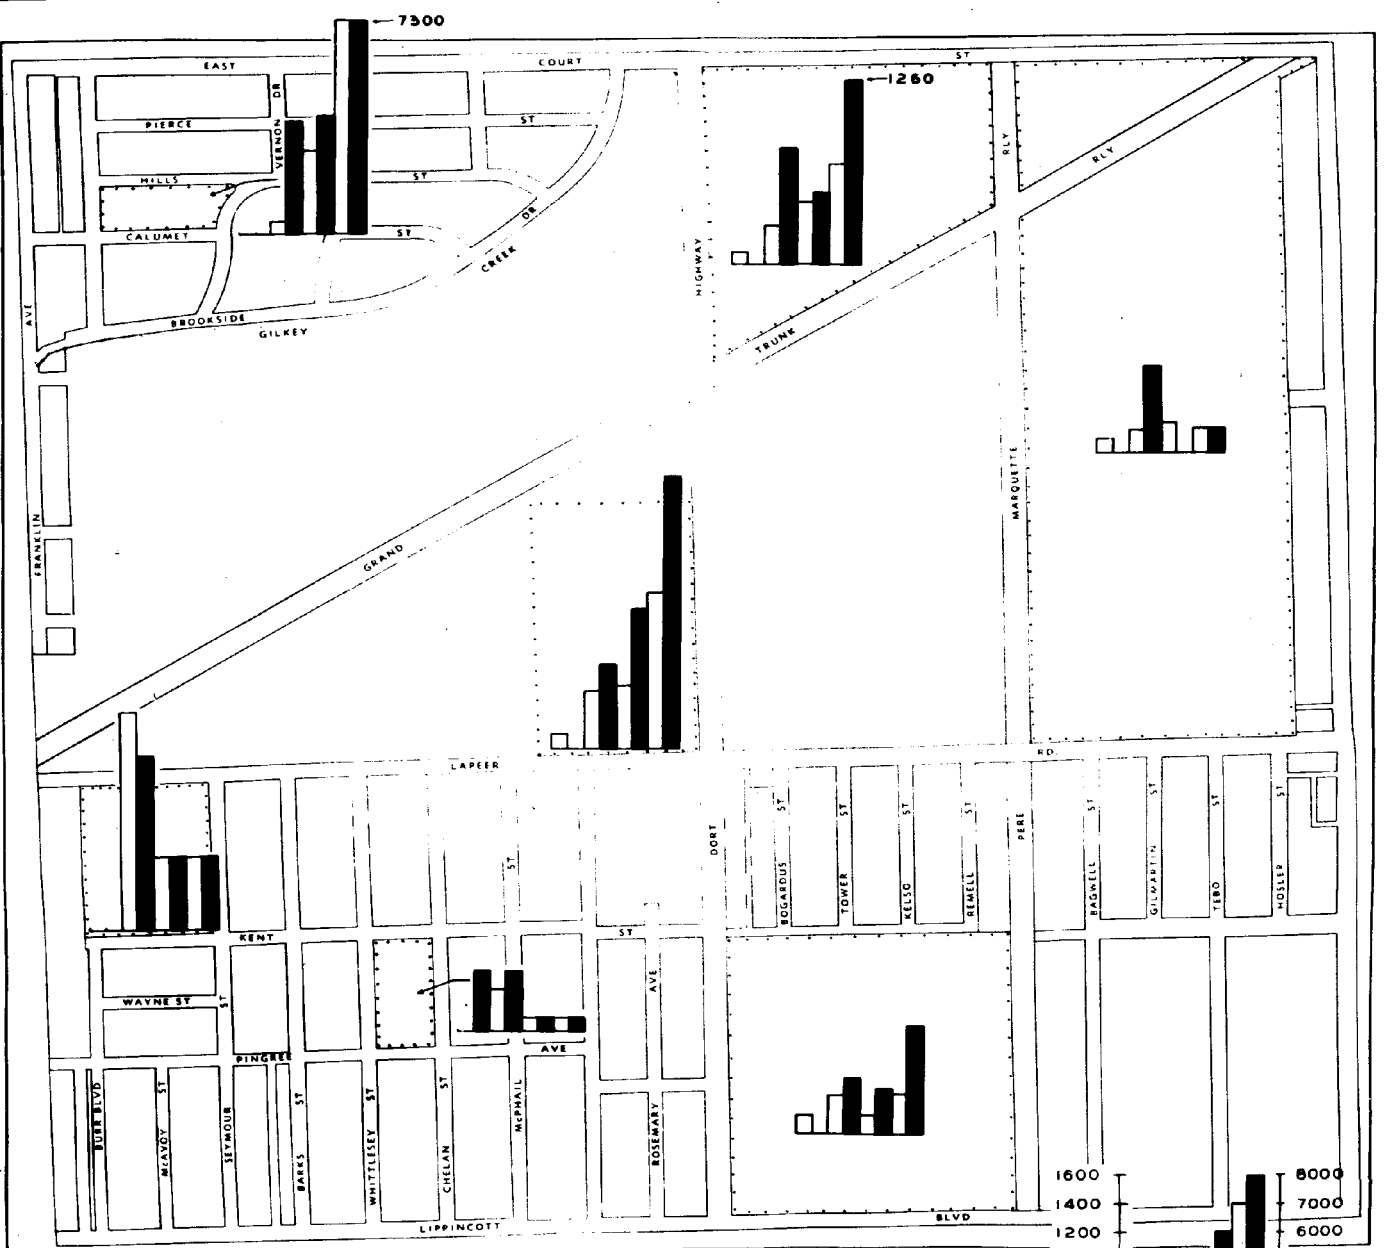 7300
EAST COURT ST
1260
DR
PIERCE ST
VERNON
RLY
RLY
HILLS ST
DR
CALUMET ST
CREEK
HIGHWAY
AVE
BROOKSIDE
GILKEY
TRUNK
MARQUETTE
FRANKLIN
GRAND
LAPEER RD.
ST
DORT
PERE
BOGARDUS ST
TOWER ST
KELSO ST
REMELL ST
BAGWELL ST
GILMARTIN ST
TEBO ST
HOSLER ST
KENT ST
WAYNE ST
ST
AVE
PINGREE AVE
BURR BLVD
McAVOY ST
SEYMOUR
BARKS ST
WHITTLESEY ST
CHELAN ST
McPHAIL
ROSEMARY
LIPPINCOTT BLVD
1600 8000
1400 7000
1200 6000